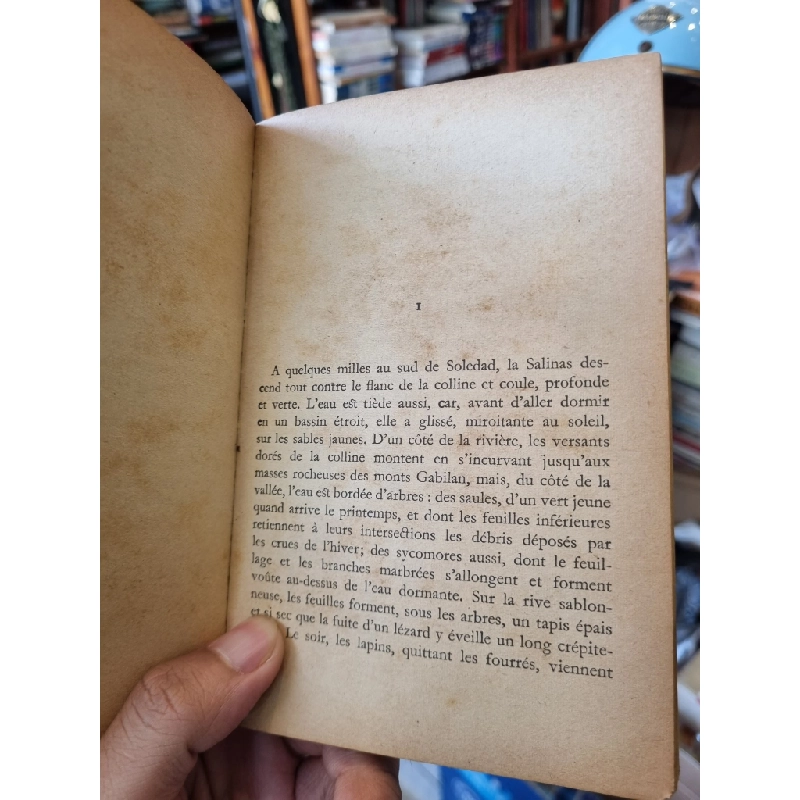 I
A quelques milles au sud de Soledad, la Salinas des-
cend tout contre le flanc de la colline et coule, profonde
et verte. L'eau est tiède aussi, car, avant d'aller dormir
en un bassin étroit, elle a glissé, miroitante au soleil,
sur les sables jaunes. D'un côté de la rivière, les versants
dorés de la colline montent en s'incurvant jusqu'aux
masses rocheuses des monts Gabilan, mais, du côté de la
vallée, l'eau est bordée d'arbres : des saules, d'un vert jeune
quand arrive le printemps, et dont les feuilles inférieures
retiennent à leurs intersections les débris déposés par
les crues de l'hiver; des sycomores aussi, dont le feuil-
lage et les branches marbrées s'allongent et forment
voûte au-dessus de l'eau dormante. Sur la rive sablon-
neuse, les feuilles forment, sous les arbres, un tapis épais
et si sec que la fuite d'un lézard y éveille un long crépite-
Le soir, les lapins, quittant les fourrés, viennent